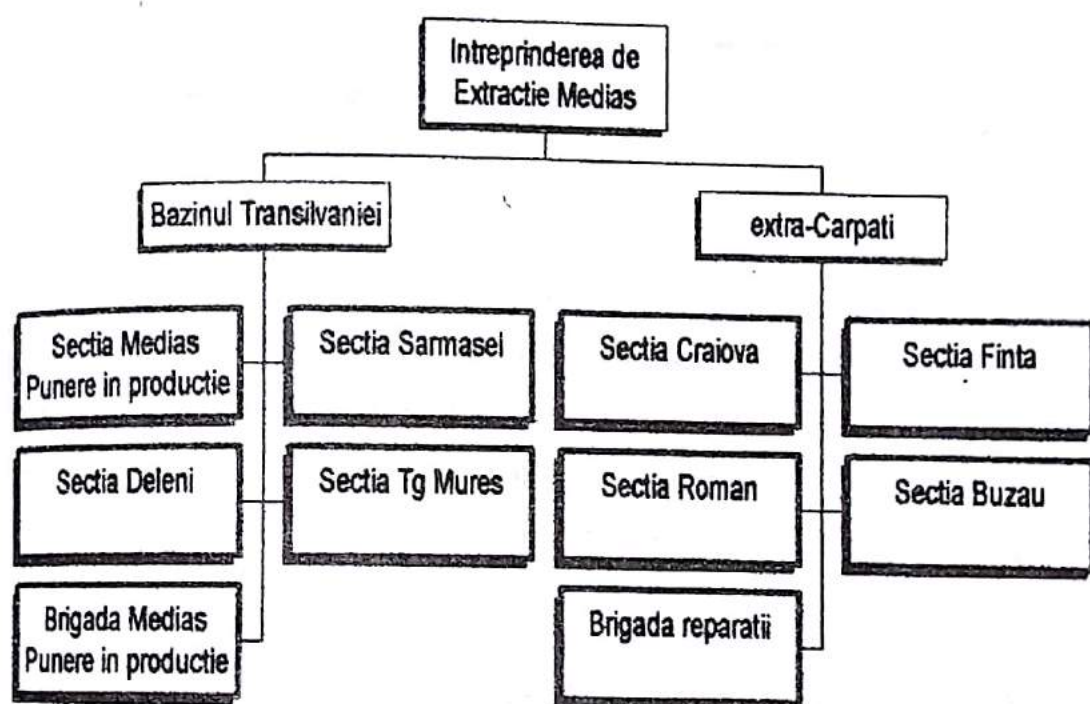 Intreprinderea de
Extractie Medias
Bazinul Transilvaniei
extra-Carpati
Sectia Medias
Punere in productie
Sectia Sarmasel
Sectia Craiova
Sectia Finta
Sectia Deleni
Sectia Tg Mures
Sectia Roman
Sectia Buzau
Brigada Medias
Punere in productie
Brigada reparatii